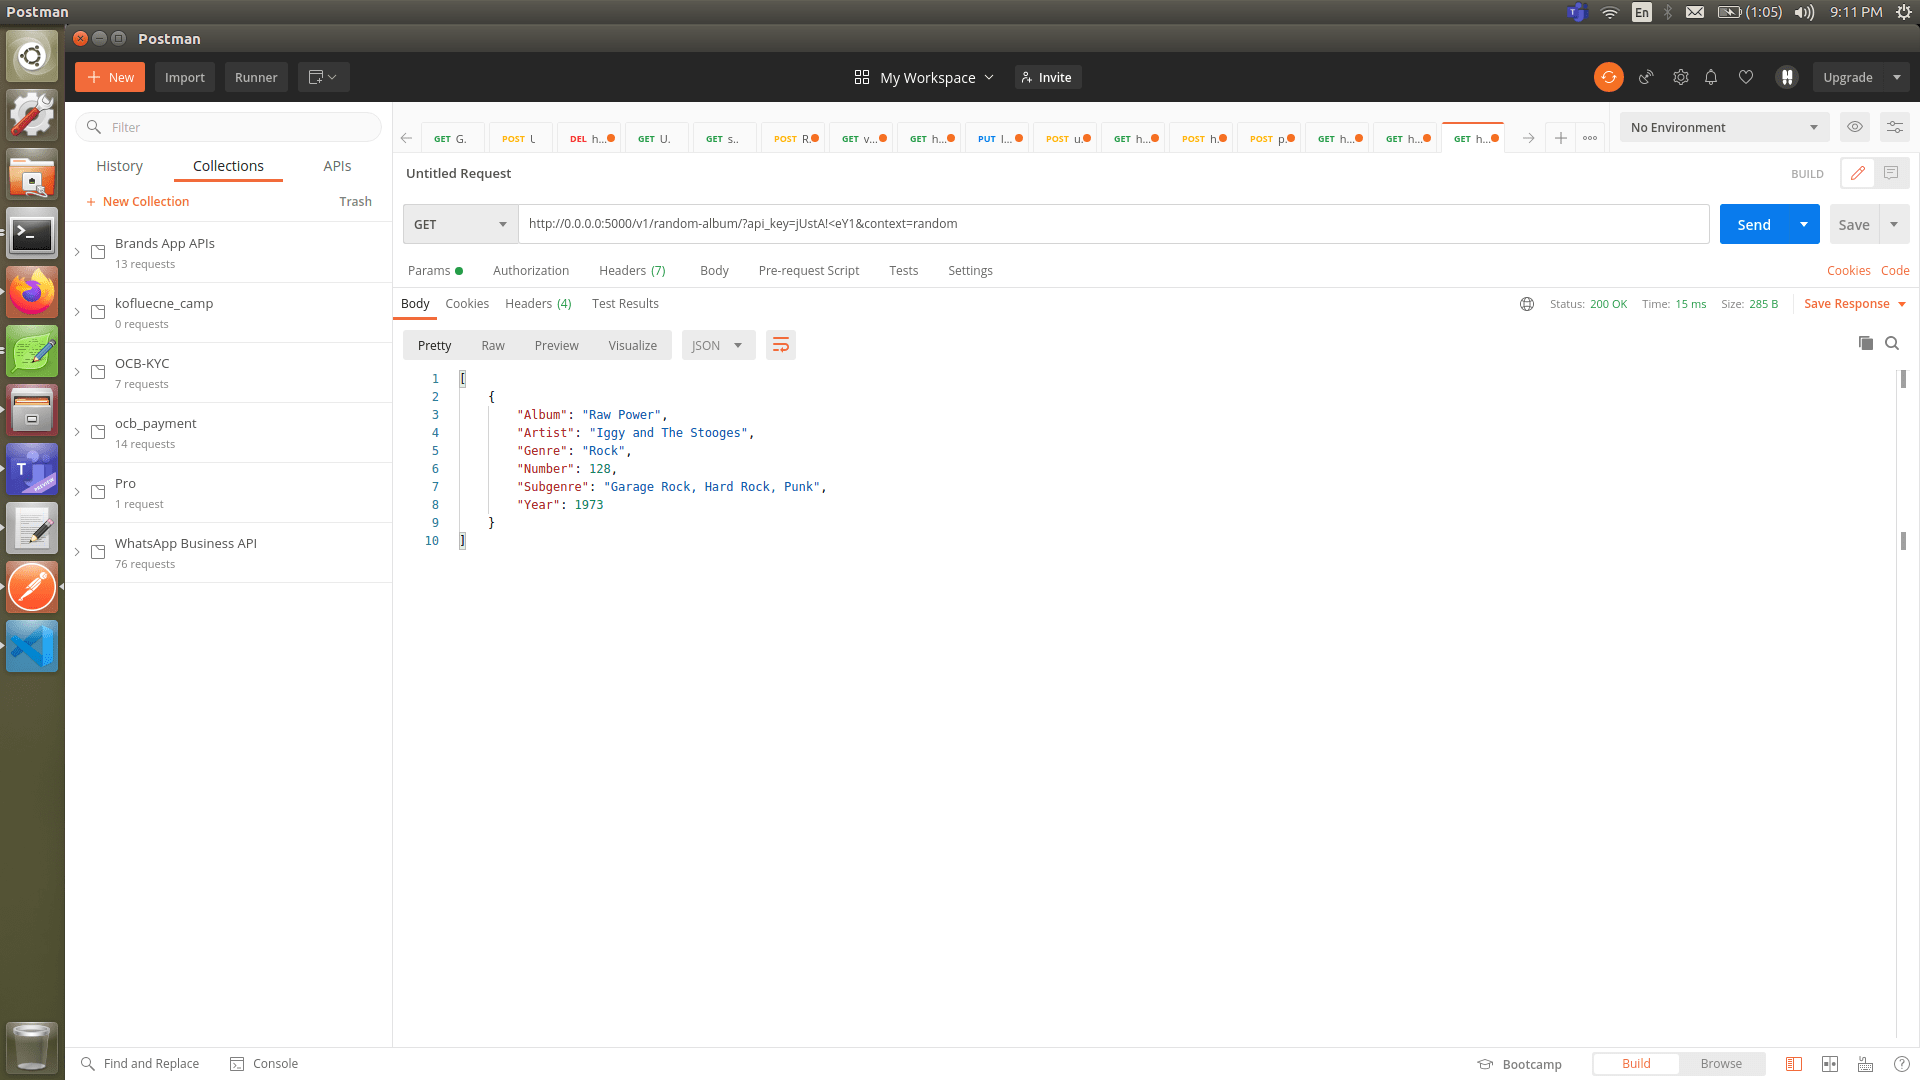 Postman
En
(1:05)
9:11 PM
Postman
New
Import
Runner
My Workspace
Invite
Upgrade
Filter
History
Collections
APIs
+ New Collection
Trash
Brands App APIs
13 requests
kofluecne_camp
0 requests
OCB-KYC
7 requests
ocb_payment
14 requests
Pro
1 request
WhatsApp Business API
76 requests
GET G.
POST U
DEL h...
GET U.
GET s..
POST R.
GET v...
GET h...
PUT l...
POST u.
GET h...
POST h.
POST p.
GET h...
GET h...
GET h...
No Environment
Untitled Request
BUILD
GET
http://0.0.0.0:5000/v1/random-album/?api_key=jUstA!<eY1&context=random
Send
Save
Params
Authorization
Headers (7)
Body
Pre-request Script
Tests
Settings
Cookies
Code
Body
Cookies
Headers (4)
Test Results
Status: 200 OK
Time: 15 ms
Size: 285 B
Save Response
Pretty
Raw
Preview
Visualize
JSON
1 [
2 {
3 "Album": "Raw Power",
4 "Artist": "Iggy and The Stooges",
5 "Genre": "Rock",
6 "Number": 128,
7 "Subgenre": "Garage Rock, Hard Rock, Punk",
8 "Year": 1973
9 }
10 ]
Find and Replace
Console
Bootcamp
Build
Browse